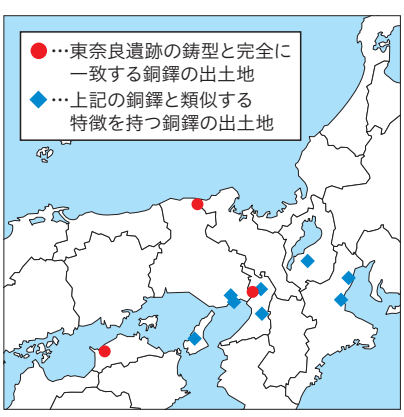 ●…東奈良遺跡の鋳型と完全に
一致する銅鐸の出土地
◆…上記の銅鐸と類似する
特徴を持つ銅鐸の出土地